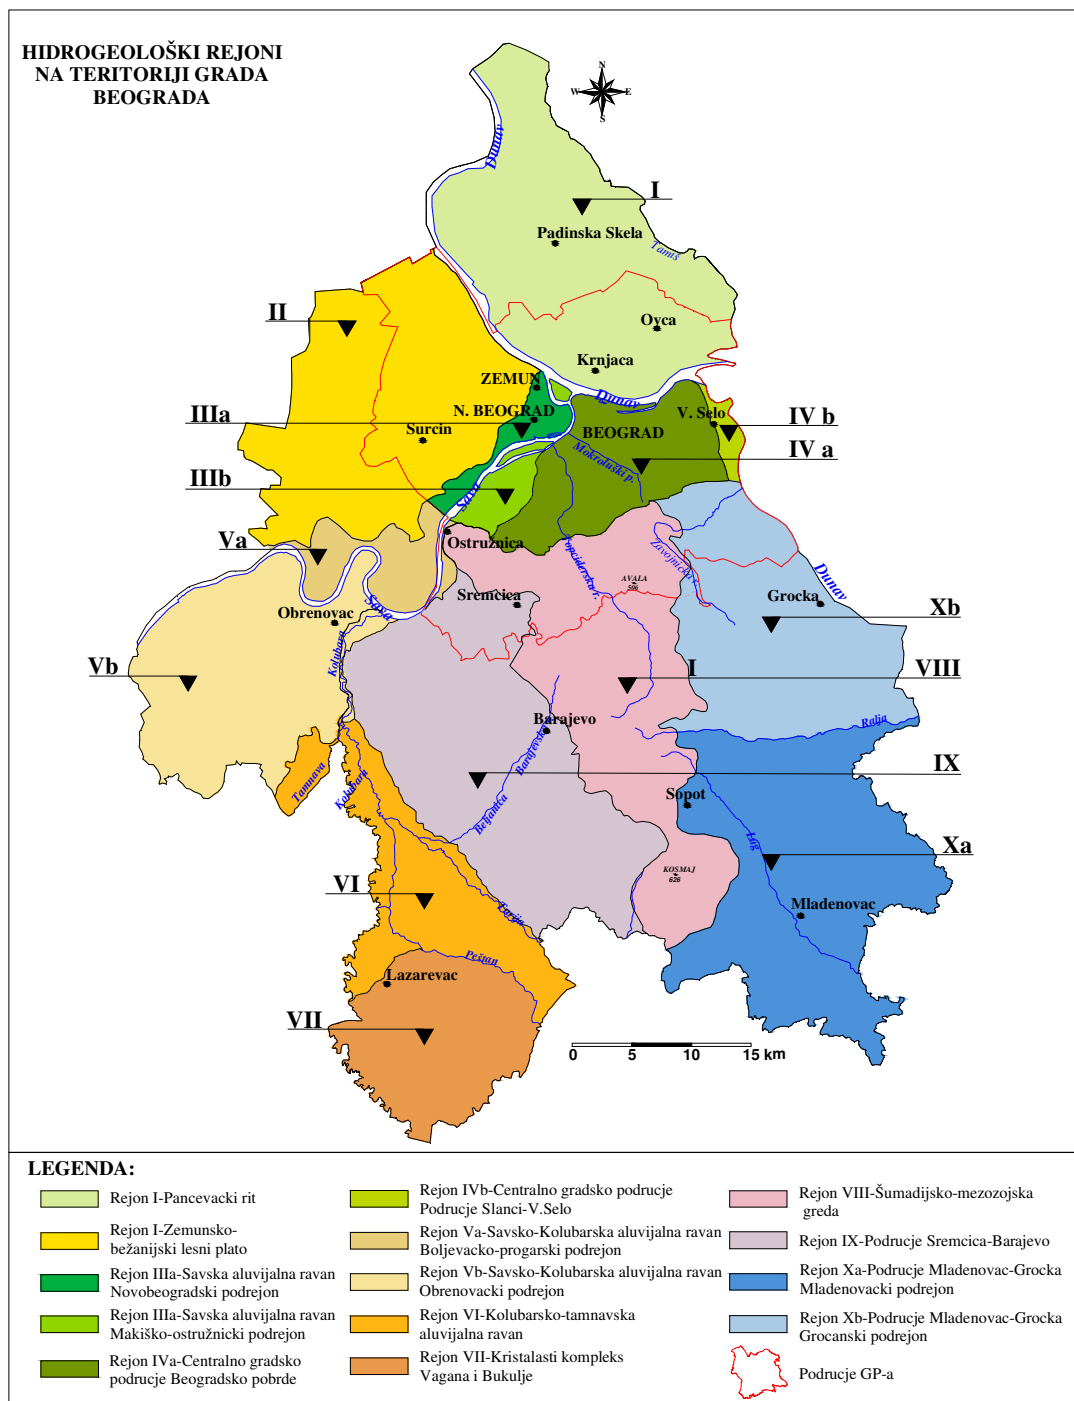 HIDROGEOLOŠKI REJONI
NA TERITORIJI GRADA
BEOGRADA
N
W
E
S
Dunav
I
Padinska Skela
Tamiš
II
Ovca
Krnjaca
ZEMUN
Dunav
N. BEOGRAD
V. Selo
IV b
IIIa
Surcin
BEOGRAD
IV a
Mokroluški p.
IIIb
Sava
Va
Ostružnica
Topciderska r.
Zavojnicka r.
Dunav
AVALA
596
Sremcica
Grocka
Xb
Obrenovac
Sava
Kolubara
Vb
I
VIII
Barajevo
Ralja
Barajevska
Tamnava
Kolubara
IX
Sopot
Beljanica
Lug
Xa
VI
KOSMAJ
626
Turija
Mladenovac
Peštan
Lazarevac
VII
0
5
10
15 km
LEGENDA:
Rejon I-Pancevacki rit
Rejon I-Zemunsko-
bežanijski lesni plato
Rejon IIIa-Savska aluvijalna ravan
Novobeogradski podrejon
Rejon IIIa-Savska aluvijalna ravan
Makiško-ostružnicki podrejon
Rejon IVa-Centralno gradsko
podrucje Beogradsko pobrde
Rejon IVb-Centralno gradsko podrucje
Podrucje Slanci-V.Selo
Rejon Va-Savsko-Kolubarska aluvijalna ravan
Boljevacko-progarski podrejon
Rejon Vb-Savsko-Kolubarska aluvijalna ravan
Obrenovacki podrejon
Rejon VI-Kolubarsko-tamnavska
aluvijalna ravan
Rejon VII-Kristalasti kompleks
Vagana i Bukulje
Rejon VIII-Šumadijsko-mezozojska
greda
Rejon IX-Podrucje Sremcica-Barajevo
Rejon Xa-Podrucje Mladenovac-Grocka
Mladenovacki podrejon
Rejon Xb-Podrucje Mladenovac-Grocka
Grocanski podrejon
Podrucje GP-a